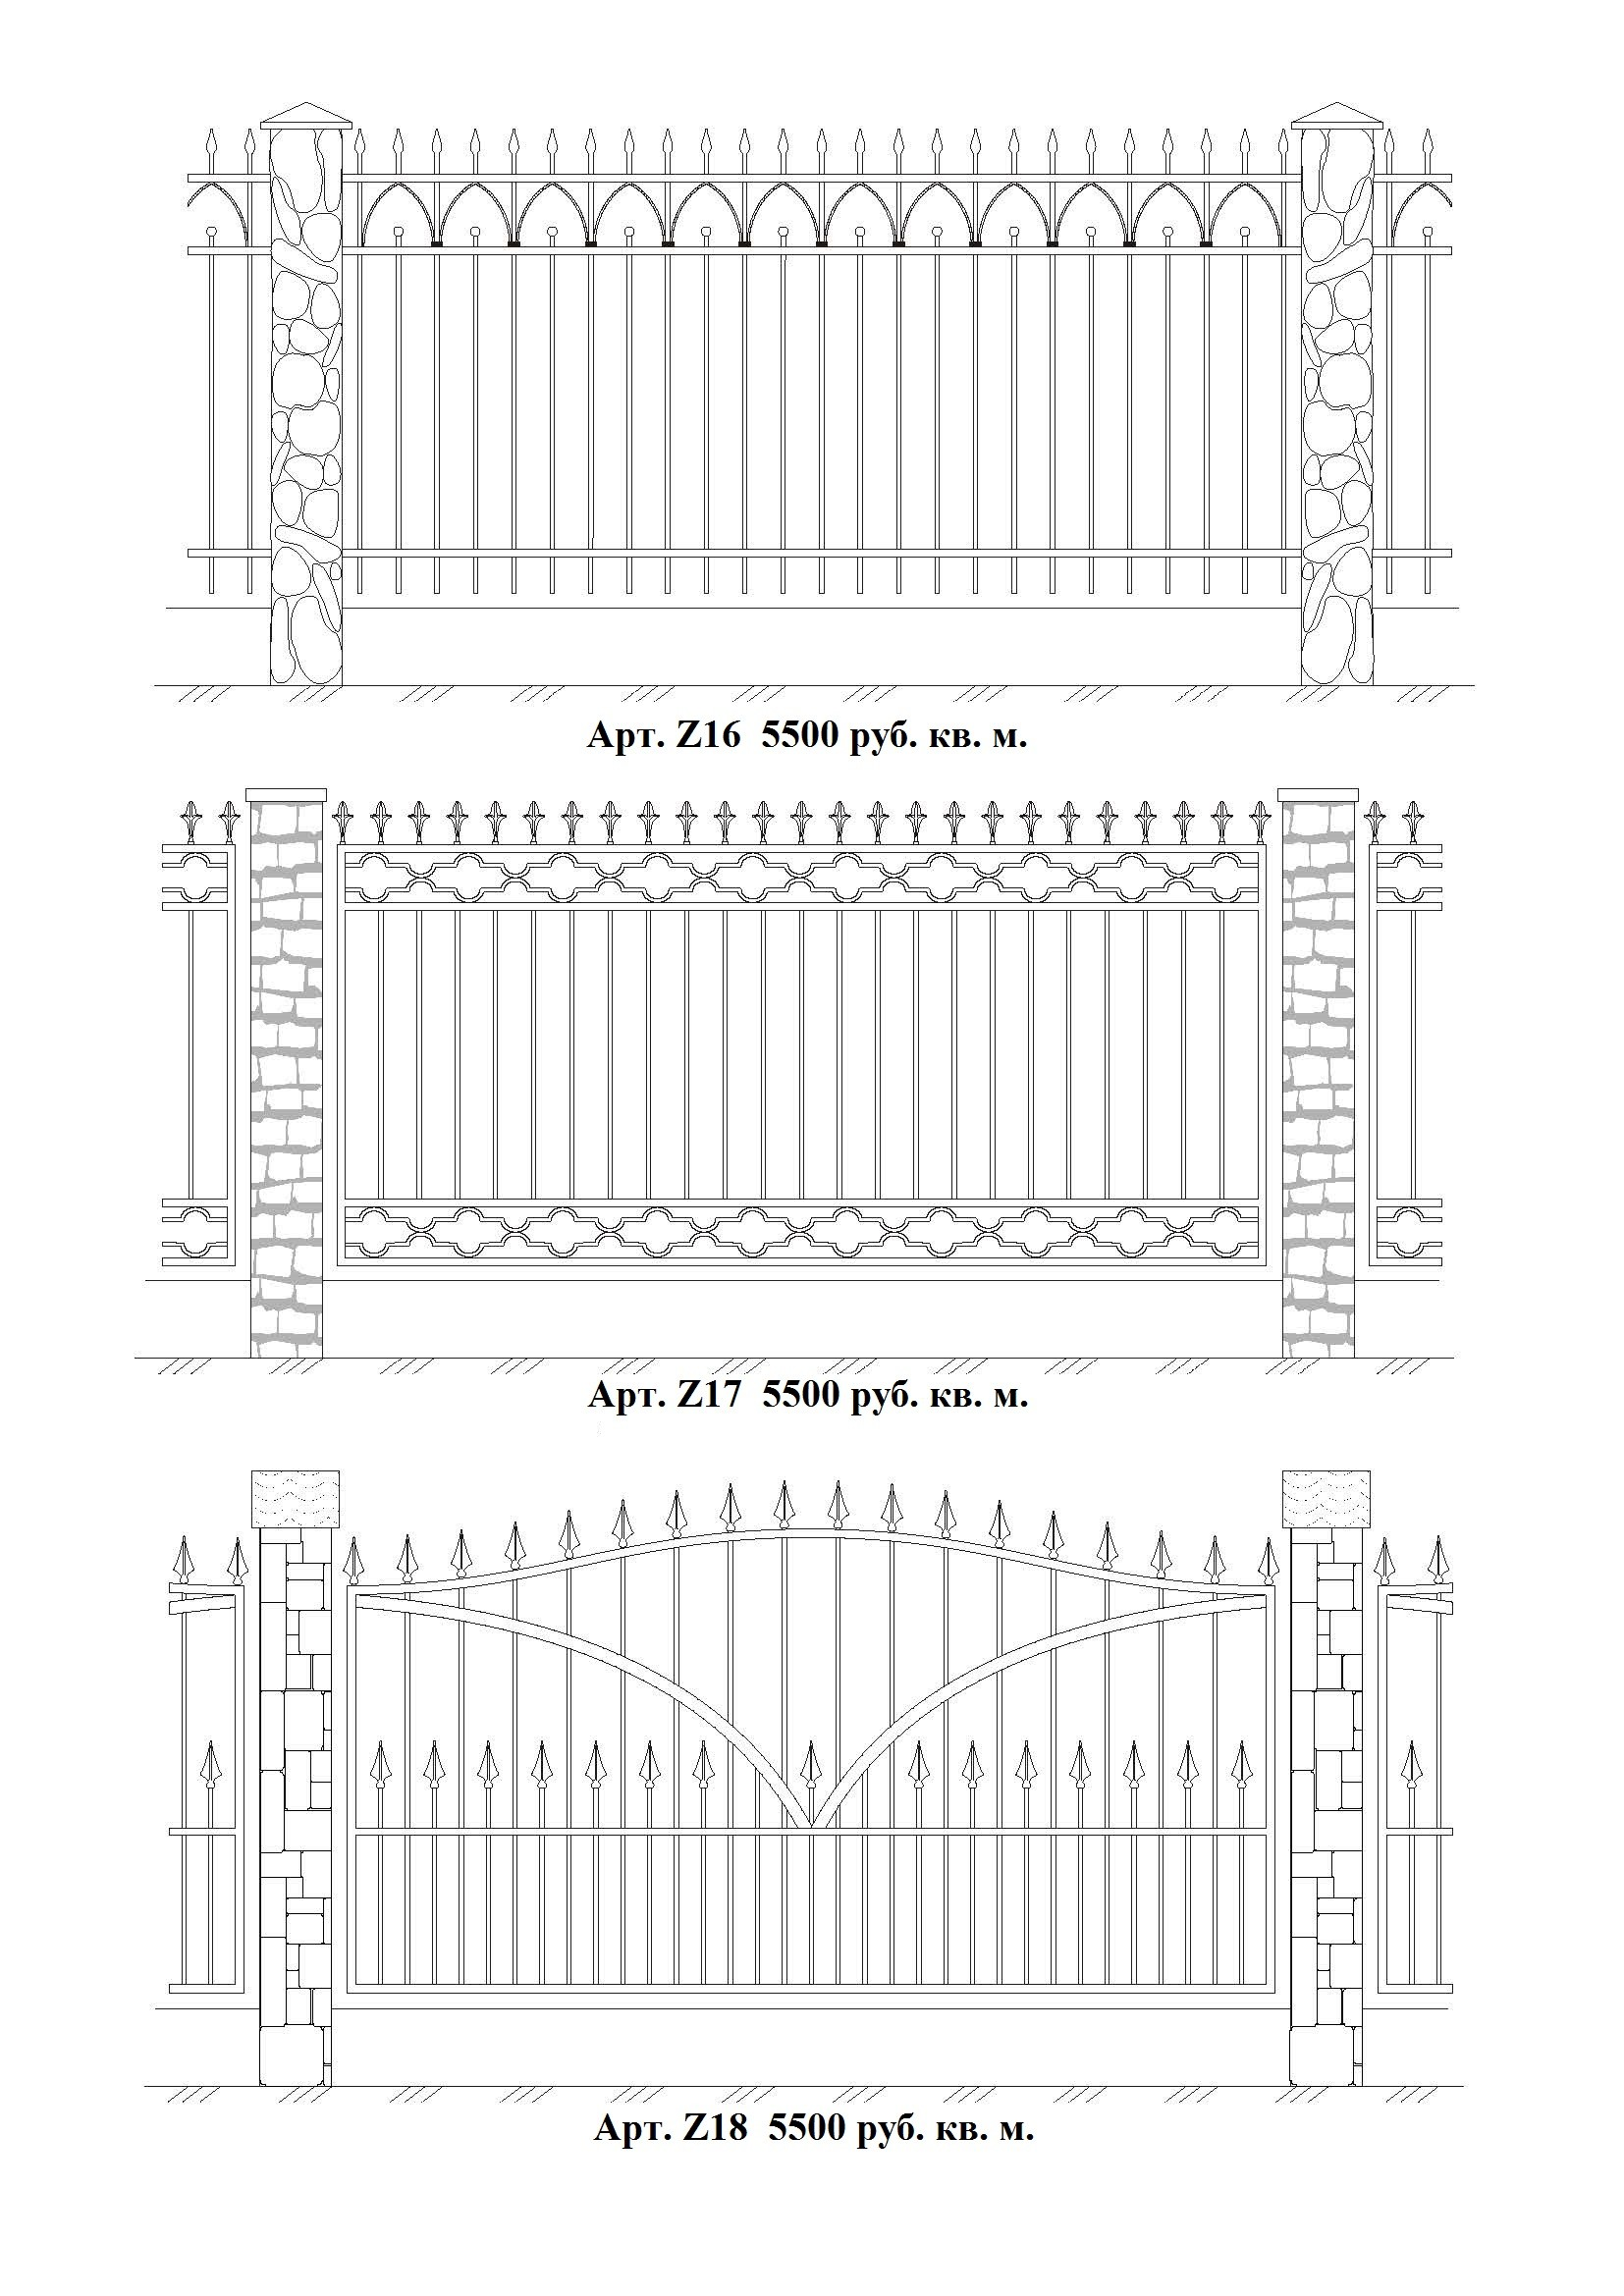 Арт. Z16  5500 руб. кв. м.
Арт. Z17  5500 руб. кв. м.
Арт. Z18  5500 руб. кв. м.